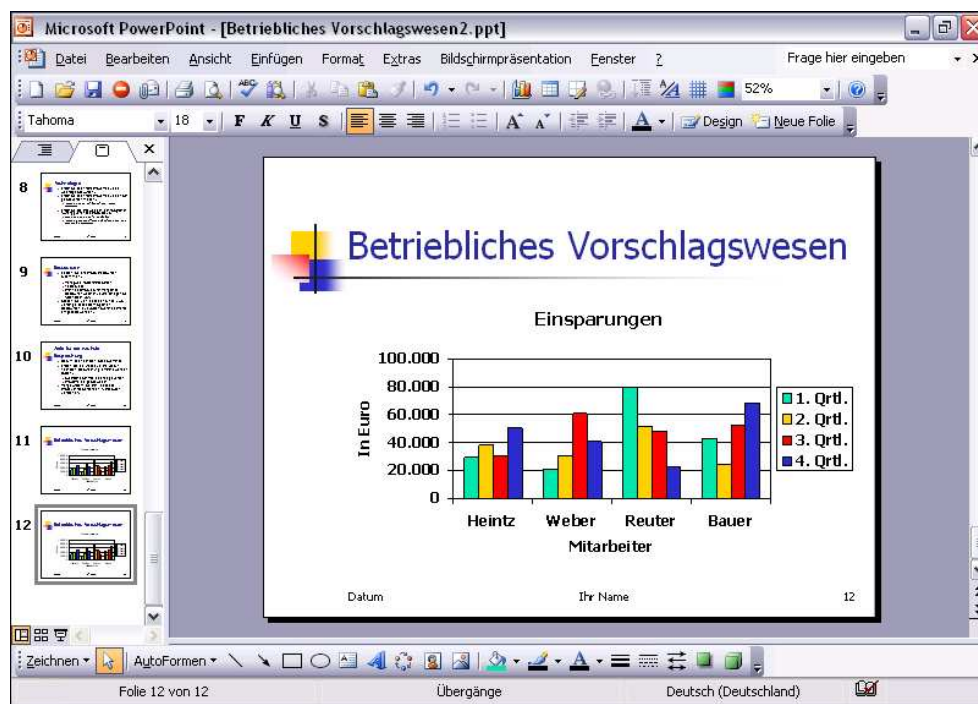 Microsoft PowerPoint - [Betriebliches Vorschlagswesen2.ppt]
Datei Bearbeiten Ansicht Einfügen Format Extras Bildschirmpräsentation Fenster ? Frage hier eingeben
52%
Tahoma 18 F K U S Design Neue Folie
8
9
10
11
12
Betriebliches Vorschlagswesen
Einsparungen
In Euro
100.000
80.000
60.000
40.000
20.000
0
1. Qrtl.
2. Qrtl.
3. Qrtl.
4. Qrtl.
Heintz Weber Reuter Bauer
Mitarbeiter
Datum Ihr Name 12
Zeichnen AutoFormen
Folie 12 von 12 Übergänge Deutsch (Deutschland)